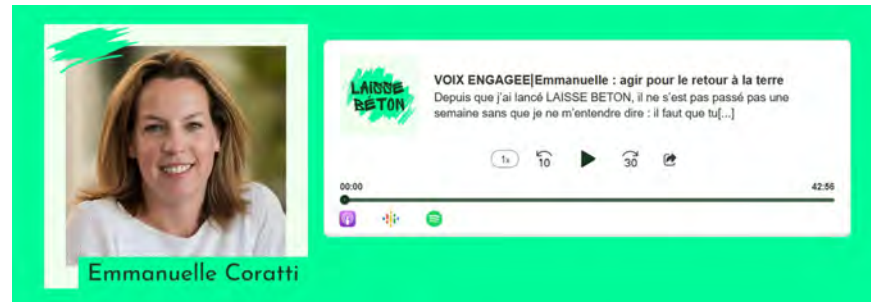 LAISSE
BÉTON
VOIX ENGAGEE|Emmanuelle : agir pour le retour à la terre
Depuis que j'ai lancé LAISSE BETON, il ne s'est pas passé pas une
semaine sans que je ne m'entendre dire : il faut que tu[...]
1x
10
30
00:00
42:56
Emmanuelle Coratti